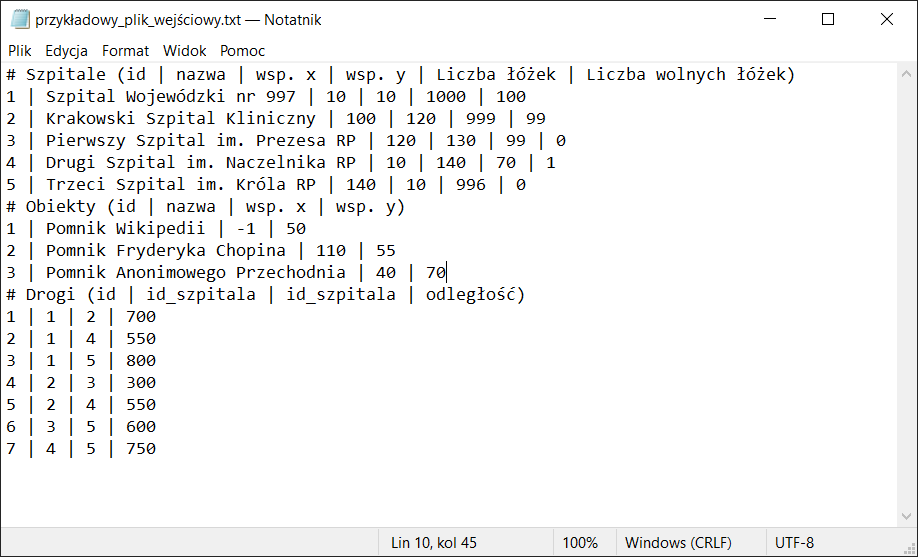 przykładowy_plik_wejściowy.txt — Notatnik
Plik Edycja Format Widok Pomoc
# Szpitale (id | nazwa | wsp. x | wsp. y | Liczba łóżek | Liczba wolnych łóżek)
1 | Szpital Wojewódzki nr 997 | 10 | 10 | 1000 | 100
2 | Krakowski Szpital Kliniczny | 100 | 120 | 999 | 99
3 | Pierwszy Szpital im. Prezesa RP | 120 | 130 | 99 | 0
4 | Drugi Szpital im. Naczelnika RP | 10 | 140 | 70 | 1
5 | Trzeci Szpital im. Króla RP | 140 | 10 | 996 | 0
# Obiekty (id | nazwa | wsp. x | wsp. y)
1 | Pomnik Wikipedii | -1 | 50
2 | Pomnik Fryderyka Chopina | 110 | 55
3 | Pomnik Anonimowego Przechodnia | 40 | 70
# Drogi (id | id_szpitala | id_szpitala | odległość)
1 | 1 | 2 | 700
2 | 1 | 4 | 550
3 | 1 | 5 | 800
4 | 2 | 3 | 300
5 | 2 | 4 | 550
6 | 3 | 5 | 600
7 | 4 | 5 | 750
Lin 10, kol 45 100% Windows (CRLF) UTF-8